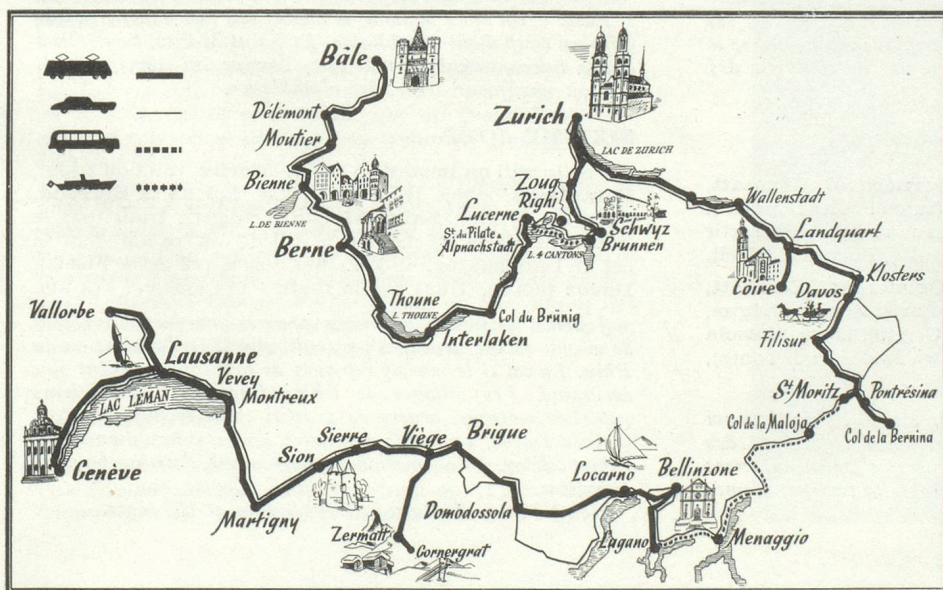 Bâle
Délémont
Moutier
Bienne
L. DE BIENNE
Berne
Thoune
L. THOUNE
Interlaken
Col du Brünig
Lucerne
St. du Pilate
Alpnachstadt
L. 4 CANTONS
Zoug
Righi
Schwyz
Brunnen
Zurich
LAC DE ZURICH
Wallenstadt
Landquart
Coire
Klosters
Davos
Filisur
St. Moritz
Pontrésina
Col de la Maloja
Col de la Bernina
Vallorbe
Lausanne
Vevey
Montreux
LAC LÉMAN
Genève
Martigny
Sion
Sierre
Viège
Brigue
Zermatt
Gornergrat
Domodossola
Locarno
Bellinzone
Lugano
Menaggio